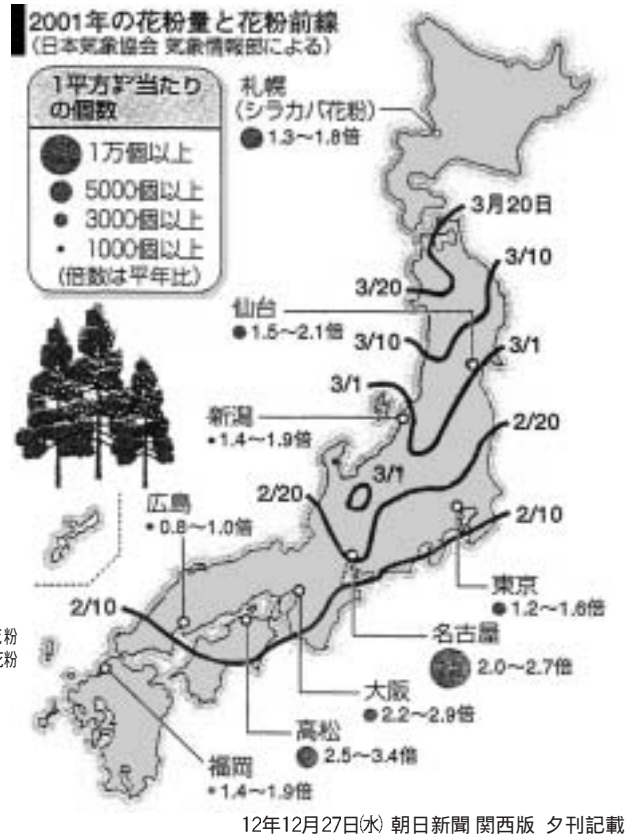 2001年の花粉量と花粉前線
(日本気象協会 気象情報部による)
1平方㌢当たり
の個数
1万個以上
5000個以上
3000個以上
1000個以上
(倍数は平年比)
札幌
(シラカバ花粉)
1.3〜1.8倍
3月20日
3/10
3/20
仙台
1.5〜2.1倍
3/10
3/1
3/1
新潟
1.4〜1.9倍
2/20
3/1
2/20
広島
0.8〜1.0倍
2/10
東京
1.2〜1.6倍
2/10
名古屋
2.0〜2.7倍
花粉
花粉
大阪
2.2〜2.9倍
高松
2.5〜3.4倍
福岡
1.4〜1.9倍
12年12月27日㈬ 朝日新聞 関西版 夕刊記載